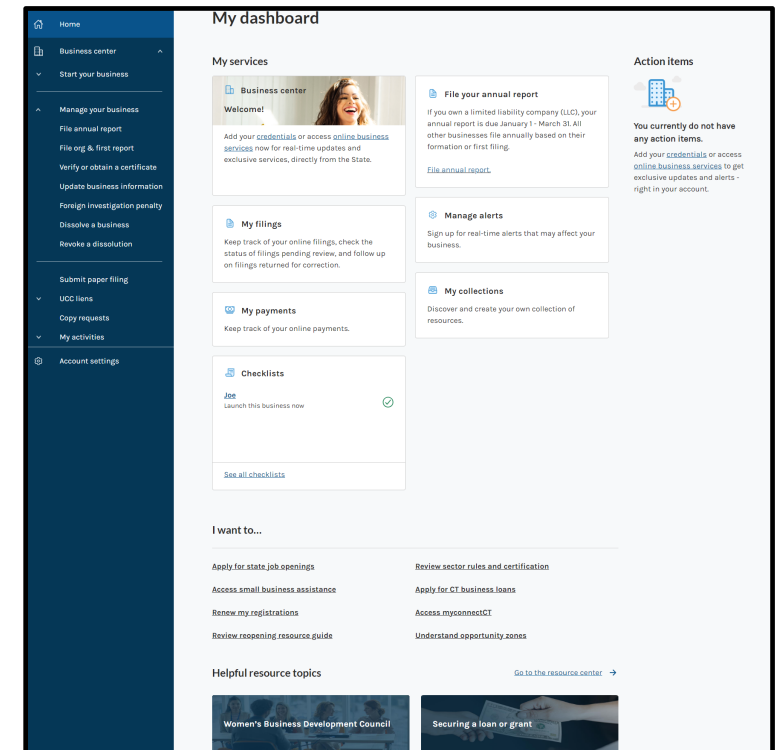 Home
Business center
Start your business
Manage your business
File annual report
File org & first report
Verify or obtain a certificate
Update business information
Foreign investigation penalty
Dissolve a business
Revoke a dissolution
Submit paper filing
UCC liens
Copy requests
My activities
Account settings
My dashboard
My services
Business center
Welcome!
Add your credentials or access online business
services now for real-time updates and
exclusive services, directly from the State.
File your annual report
If you own a limited liability company (LLC), your
annual report is due January 1 - March 31. All
other businesses file annually based on their
formation or first filing.
File annual report.
My filings
Keep track of your online filings, check the
status of filings pending review, and follow up
on filings returned for correction.
Manage alerts
Sign up for real-time alerts that may affect your
business.
My payments
Keep track of your online payments.
My collections
Discover and create your own collection of
resources.
Checklists
Joe
Launch this business now
See all checklists
Action items
You currently do not have
any action items.
Add your credentials or access
online business services to get
exclusive updates and alerts -
right in your account.
I want to...
Apply for state job openings
Review sector rules and certification
Access small business assistance
Apply for CT business loans
Renew my registrations
Access myconnectCT
Review reopening resource guide
Understand opportunity zones
Helpful resource topics
Go to the resource center
Women's Business Development Council
Securing a loan or grant